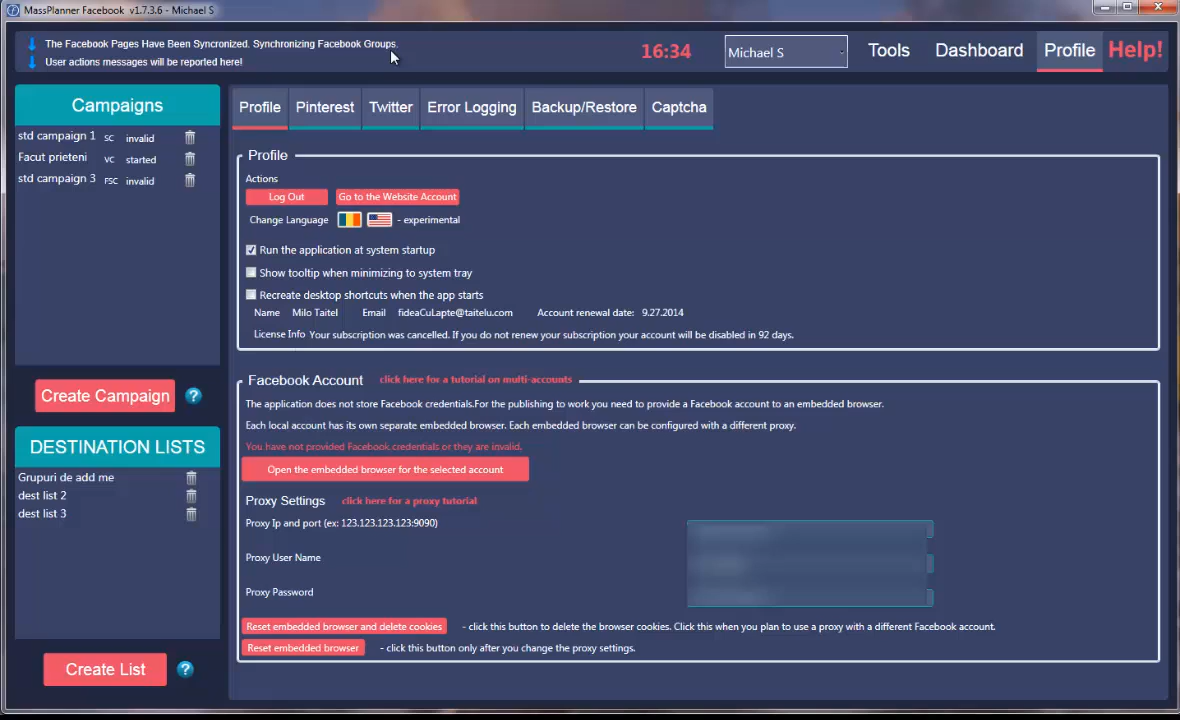 MassPlanner Facebook v1.7.3.6 - Michael S
The Facebook Pages Have Been Syncronized. Synchronizing Facebook Groups.
User actions messages will be reported here!
16:34
Michael S
Tools
Dashboard
Profile
Help!
Campaigns
std campaign 1 SC invalid
Facut prieteni VC started
std campaign 3 FSC invalid
Create Campaign ?
DESTINATION LISTS
Grupuri de add me
dest list 2
dest list 3
Create List ?
Profile Pinterest Twitter Error Logging Backup/Restore Captcha
Profile
Actions
Log Out Go to the Website Account
Change Language - experimental
Run the application at system startup
Show tooltip when minimizing to system tray
Recreate desktop shortcuts when the app starts
Name Milo Taitel Email fideaCuLapte@taitelu.com Account renewal date: 9.27.2014
License Info Your subscription was cancelled. If you do not renew your subscription your account will be disabled in 92 days.
Facebook Account click here for a tutorial on multi-accounts
The application does not store Facebook credentials.For the publishing to work you need to provide a Facebook account to an embedded browser.
Each local account has its own separate embedded browser. Each embedded browser can be configured with a different proxy.
You have not provided Facebook credentials or they are invalid.
Open the embedded browser for the selected account
Proxy Settings click here for a proxy tutorial
Proxy Ip and port (ex: 123.123.123.123:9090)
Proxy User Name
Proxy Password
Reset embedded browser and delete cookies - click this button to delete the browser cookies. Click this when you plan to use a proxy with a different Facebook account.
Reset embedded browser - click this button only after you change the proxy settings.